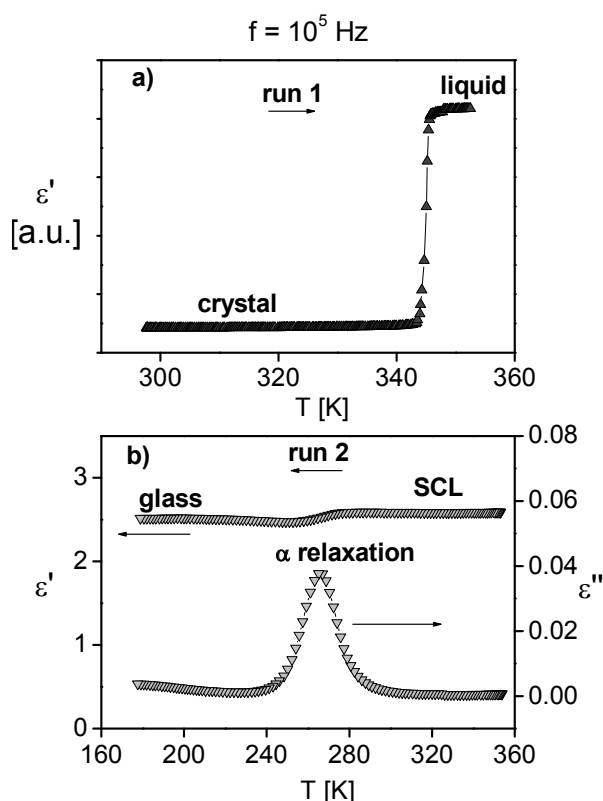 f = 10⁵ Hz
a)
run 1
liquid
ε'
[a.u.]
crystal
300 320 340 360
T [K]
b)
run 2
0.08
3
glass
SCL
0.06
2
α relaxation
ε'
0.04
ε''
1
0.02
0.00
0
160 200 240 280 320 360
T [K]